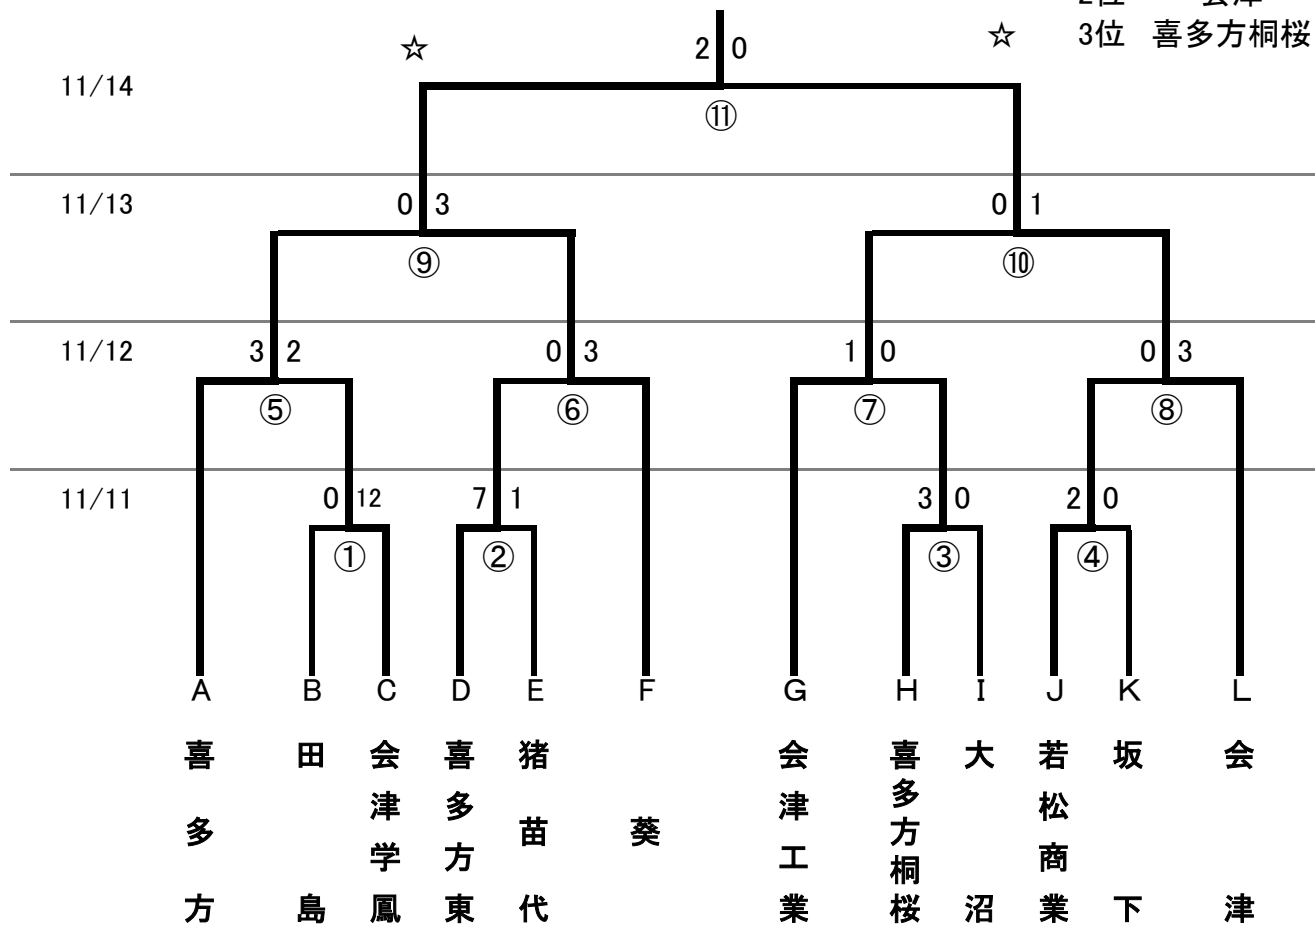 3位 喜多方桐桜
☆ 2 0 ☆
11/14
⑪
11/13 0 3 0 1
⑨ ⑩
11/12 3 2 0 3 1 0 0 3
⑤ ⑥ ⑦ ⑧
11/11 0 12 7 1 3 0 2 0
① ② ③ ④
A B C D E F G H I J K L
喜多方
田島
会津学鳳
喜多方東
猪苗代
葵
会津工業
喜多方桐桜
大沼
若松商業
坂下
会津